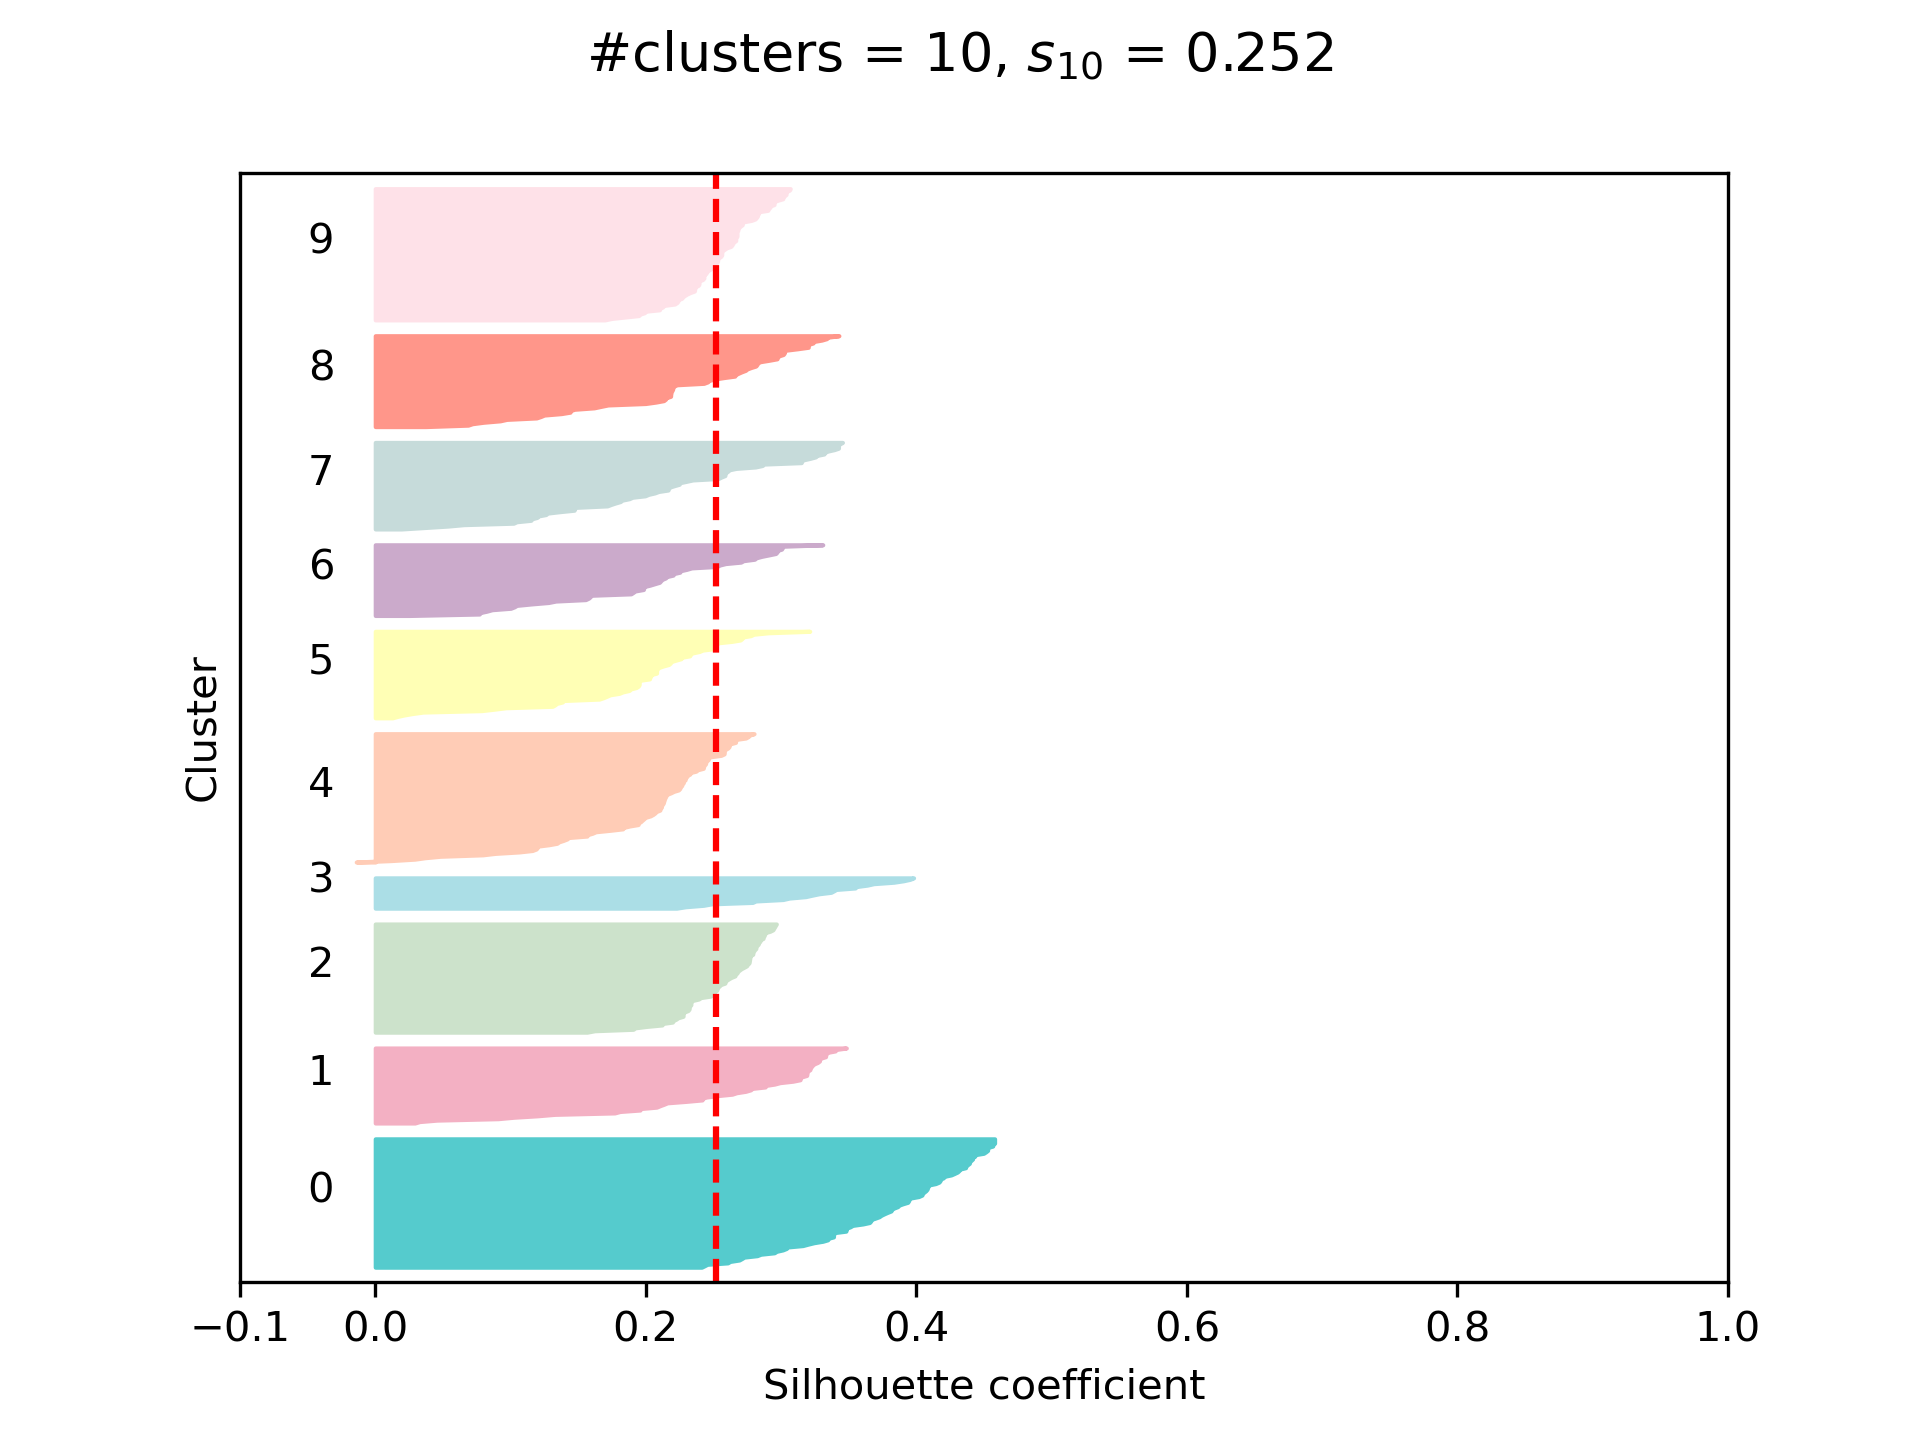 #clusters = 10, s₁₀ = 0.252
9
8
7
6
5
4
3
2
1
0
Cluster
−0.1 0.0 0.2 0.4 0.6 0.8 1.0
Silhouette coefficient